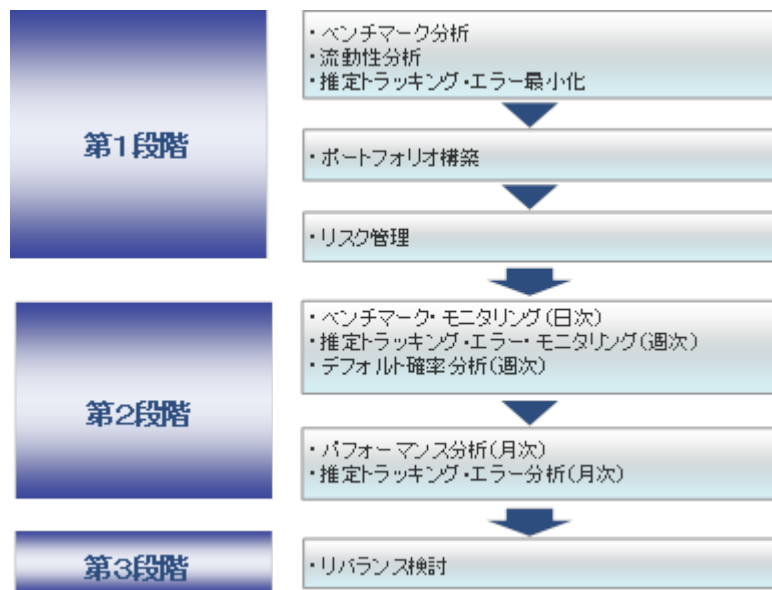 第1段階
・ベンチマーク分析
・流動性分析
・推定トラッキング・エラー最小化
・ポートフォリオ構築
・リスク管理
第2段階
・ベンチマーク・モニタリング(日次)
・推定トラッキング・エラー・モニタリング(週次)
・デフォルト確率分析(週次)
・パフォーマンス分析(月次)
・推定トラッキング・エラー分析(月次)
第3段階
・リバランス検討